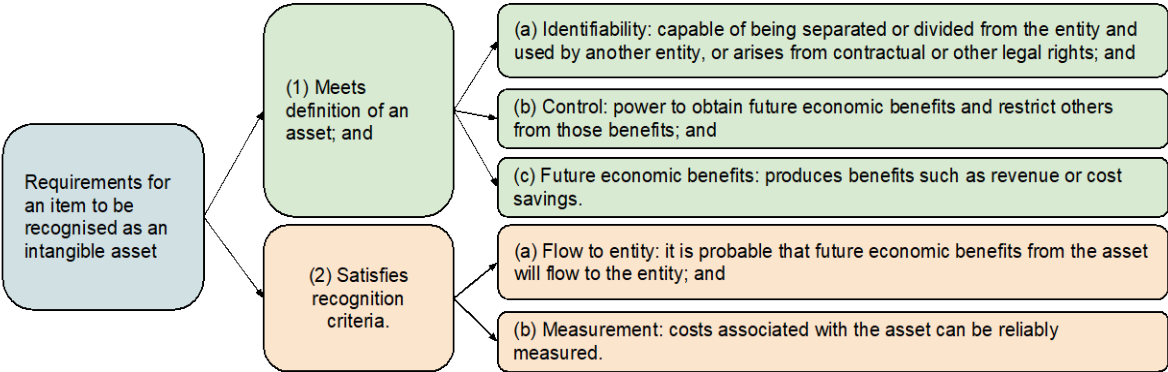 Requirements for
an item to be
recognised as an
intangible asset
(1) Meets
definition of an
asset; and
(a) Identifiability: capable of being separated or divided from the entity and
used by another entity, or arises from contractual or other legal rights; and
(b) Control: power to obtain future economic benefits and restrict others
from those benefits; and
(c) Future economic benefits: produces benefits such as revenue or cost
savings.
(2) Satisfies
recognition
criteria.
(a) Flow to entity: it is probable that future economic benefits from the asset
will flow to the entity; and
(b) Measurement: costs associated with the asset can be reliably
measured.